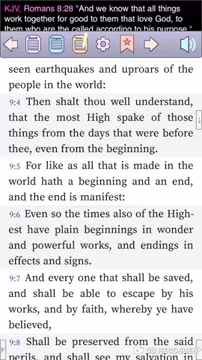 KJV, Romans 8:28 "And we know that all things
work together for good to them that love God, to
them who are the called according to his purpose."
seen earthquakes and uproars of
the people in the world:
9:4 Then shalt thou well understand,
that the most High spake of those
things from the days that were before
thee, even from the beginning.
9:5 For like as all that is made in the
world hath a beginning and an end,
and the end is manifest:
9:6 Even so the times also of the High-
est have plain beginnings in wonder
and powerful works, and endings in
effects and signs.
9:7 And every one that shall be saved,
and shall be able to escape by his
works, and by faith, whereby ye have
believed,
9:8 Shall be preserved from the said
perils, and shall see my salvation in